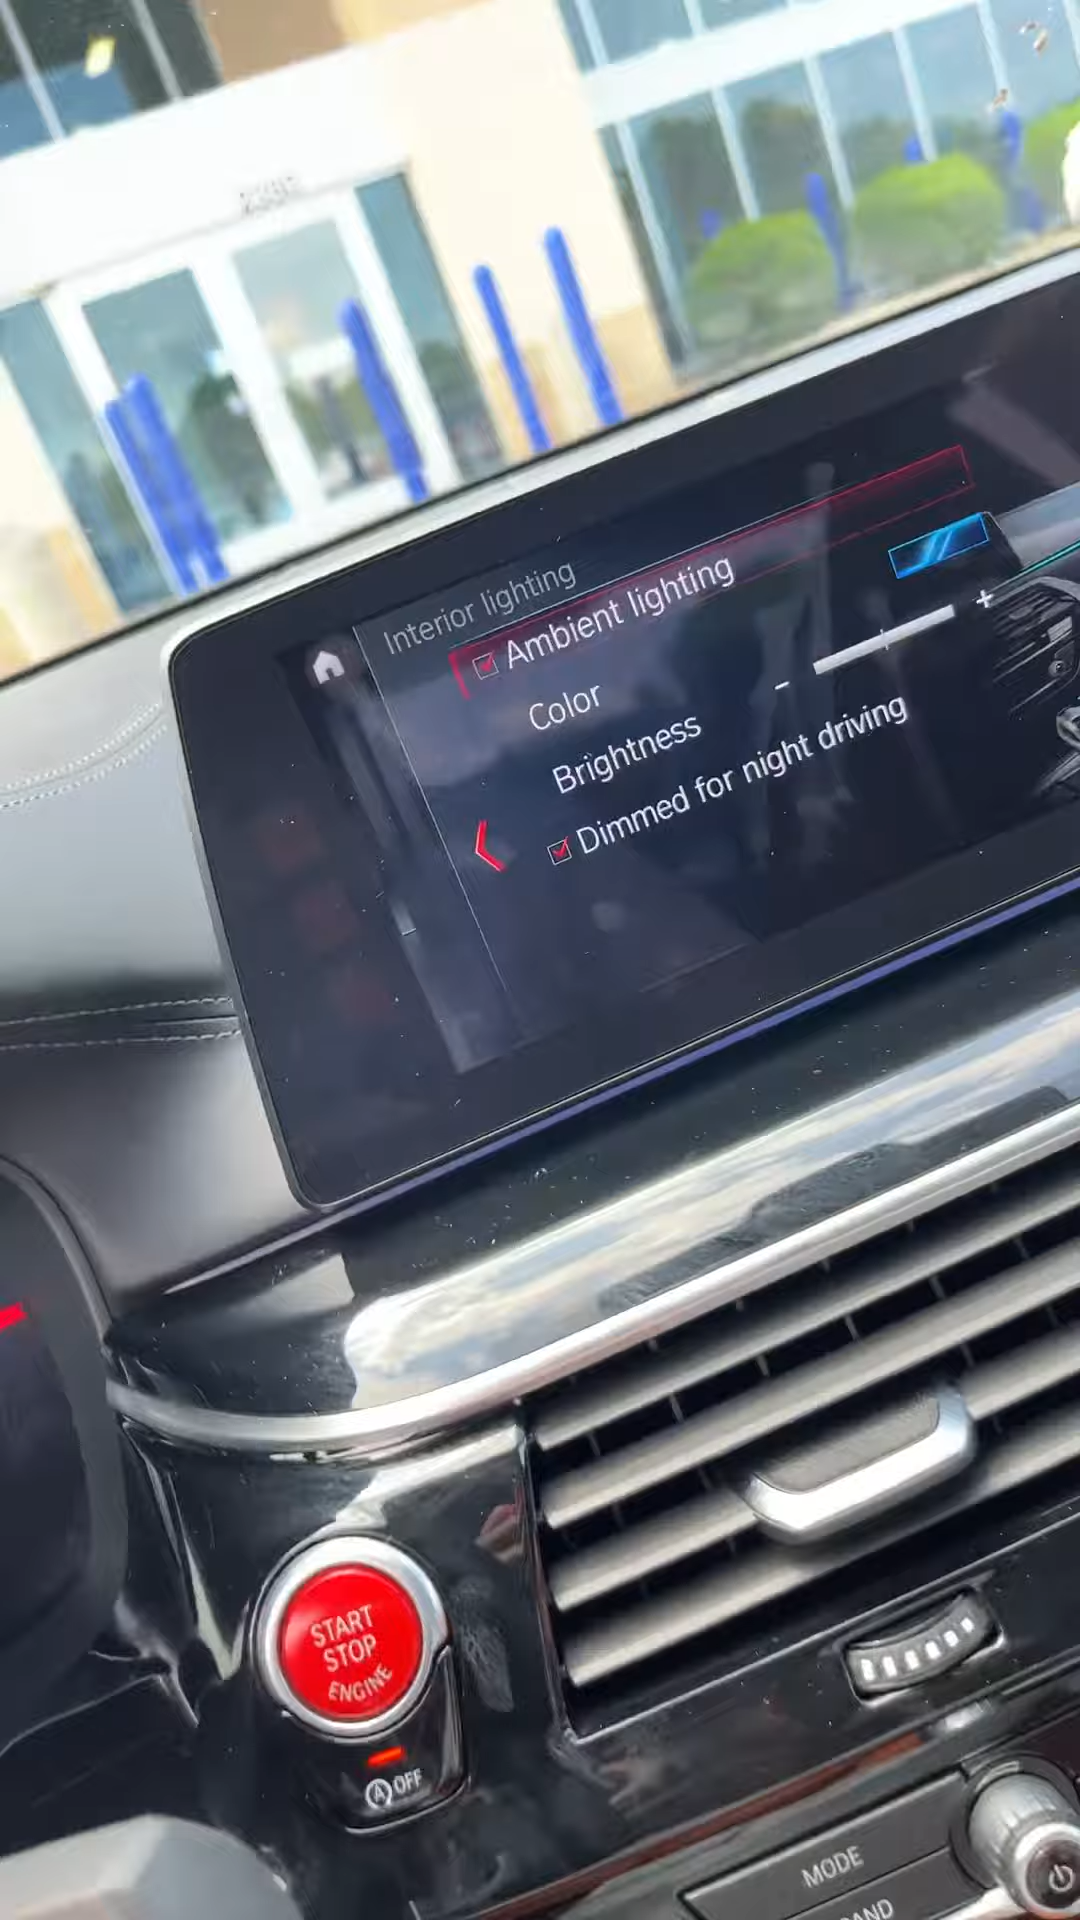 Interior lighting
Ambient lighting
Color
Brightness
- +
Dimmed for night driving
START
STOP
ENGINE
A OFF
MODE